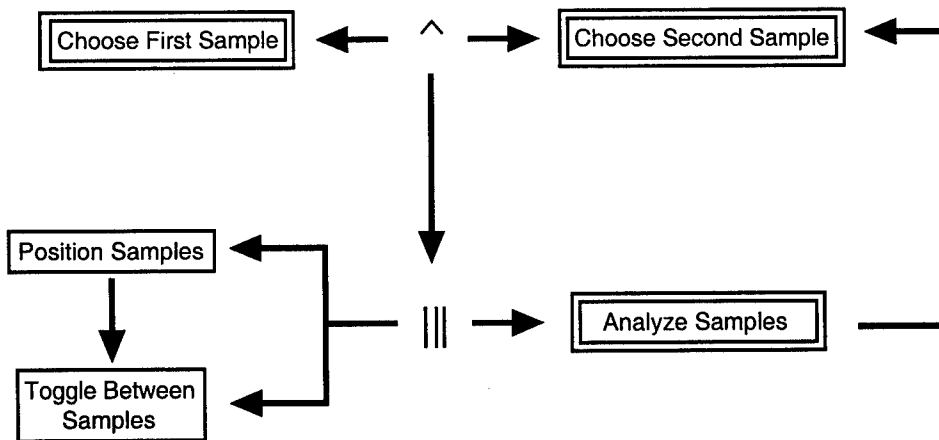 Choose First Sample
^
Choose Second Sample
Position Samples
|||
Analyze Samples
Toggle Between
Samples